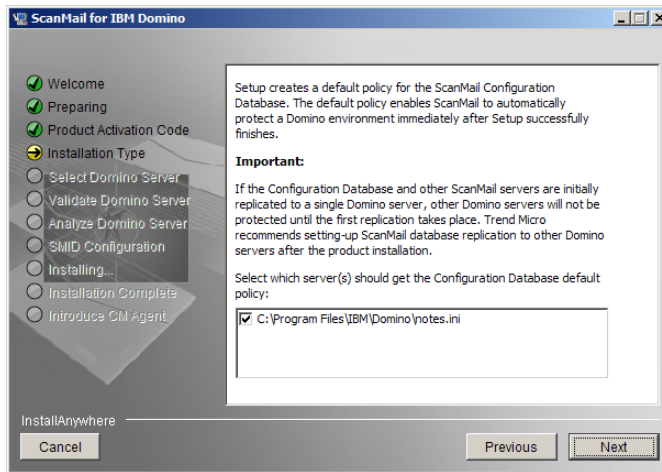 ScanMail for IBM Domino
Welcome
Preparing
Product Activation Code
Installation Type
Select Domino Server
Validate Domino Server
Analyze Domino Server
SMID Configuration
Installing...
Installation Complete
Introduce CM Agent
Setup creates a default policy for the ScanMail Configuration
Database. The default policy enables ScanMail to automatically
protect a Domino environment immediately after Setup successfully
finishes.
Important:
If the Configuration Database and other ScanMail servers are initially
replicated to a single Domino server, other Domino servers will not be
protected until the first replication takes place. Trend Micro
recommends setting-up ScanMail database replication to other Domino
servers after the product installation.
Select which server(s) should get the Configuration Database default
policy:
C:\Program Files\IBM\Domino\notes.ini
InstallAnywhere
Cancel
Previous
Next